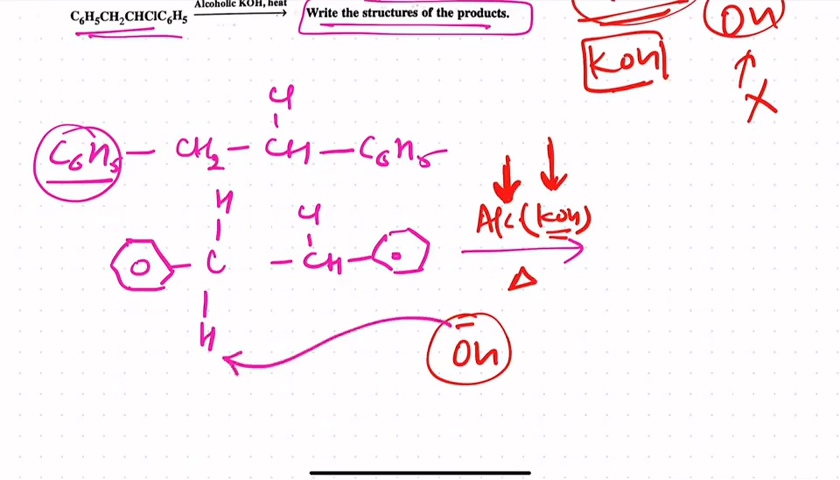 Alcoholic KOH, heat
C₆H₅CH₂CHClC₆H₅ ⟶ Write the structures of the products.
KOH OH
X
Cl
C₆H₅ — CH₂ — CH — C₆H₅
H Cl Alc(KOH)
C — CH — Δ
H
OH